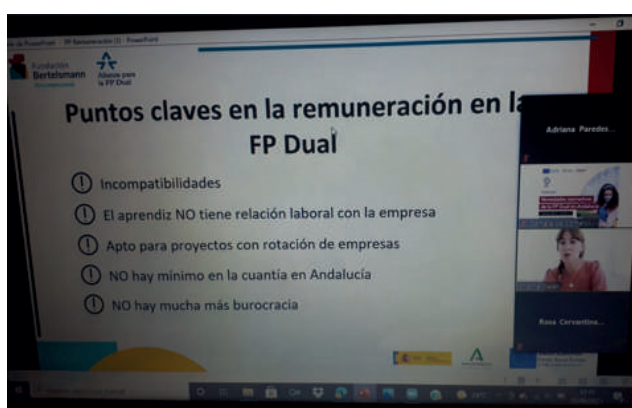 Fundación
Bertelsmann
Alianza para
la FP Dual
Puntos claves en la remuneración en la
FP Dual
Incompatibilidades
El aprendiz NO tiene relación laboral con la empresa
Apto para proyectos con rotación de empresas
NO hay mínimo en la cuantía en Andalucía
NO hay mucha más burocracia
Adriana Paredes...
Rosa Cervantine...